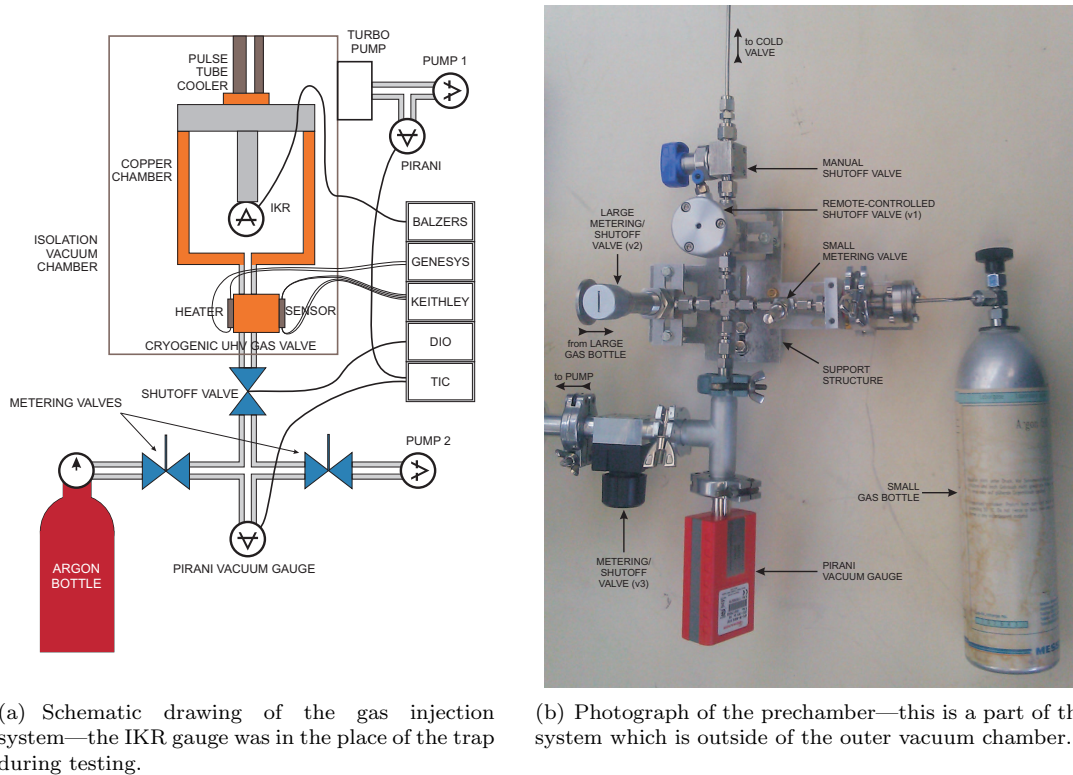 TURBO
PUMP
PUMP 1
PULSE
TUBE
COOLER
PIRANI
COPPER
CHAMBER
IKR
BALZERS
ISOLATION
VACUUM
CHAMBER
GENESYS
HEATER
SENSOR
KEITHLEY
CRYOGENIC UHV GAS VALVE
DIO
SHUTOFF VALVE
TIC
METERING VALVES
PUMP 2
PIRANI VACUUM GAUGE
ARGON
BOTTLE
(a) Schematic drawing of the gas injection
system—the IKR gauge was in the place of the trap
during testing.
to COLD
VALVE
MANUAL
SHUTOFF VALVE
LARGE
METERING/
SHUTOFF
VALVE (v2)
REMOTE-CONTROLLED
SHUTOFF VALVE (v1)
SMALL
METERING VALVE
from LARGE
GAS BOTTLE
SUPPORT
STRUCTURE
to PUMP
SMALL
GAS BOTTLE
METERING/
SHUTOFF
VALVE (v3)
PIRANI
VACUUM GAUGE
MESS
(b) Photograph of the prechamber—this is a part of th
system which is outside of the outer vacuum chamber.